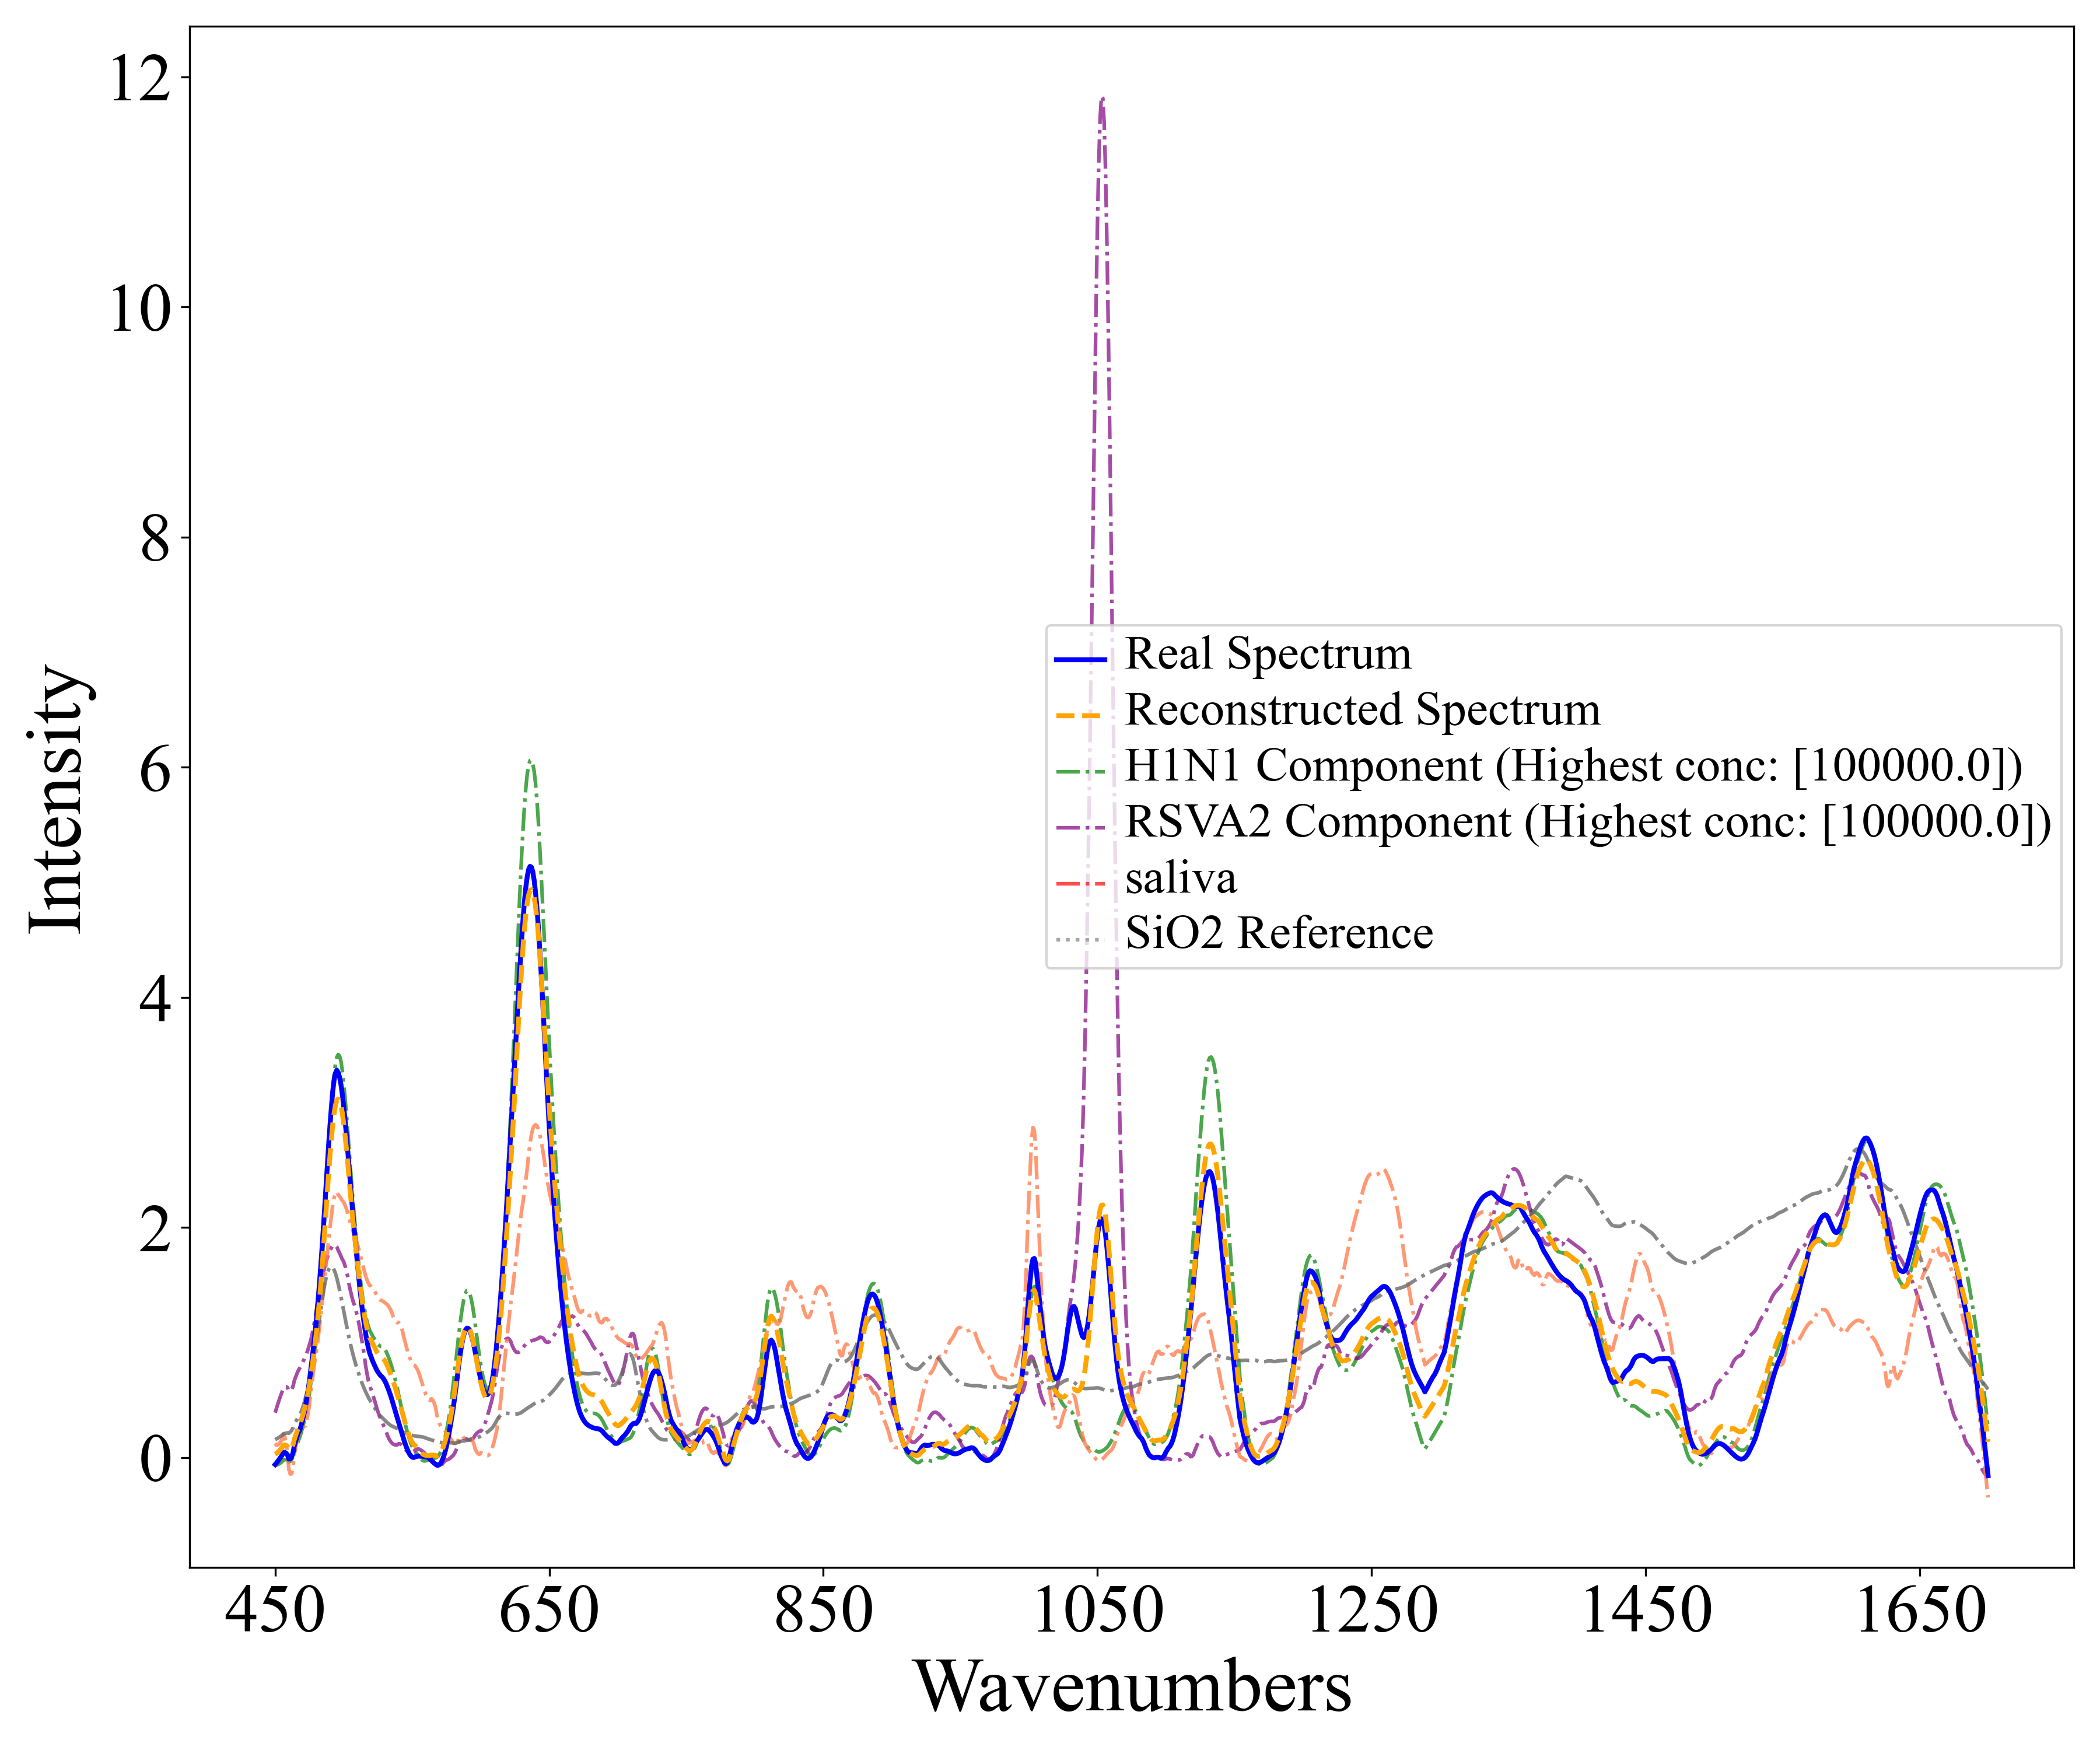 12
10
8
6
4
2
0
Intensity
Real Spectrum
Reconstructed Spectrum
H1N1 Component (Highest conc: [100000.0])
RSVA2 Component (Highest conc: [100000.0])
saliva
SiO2 Reference
450 650 850 1050 1250 1450 1650
Wavenumbers